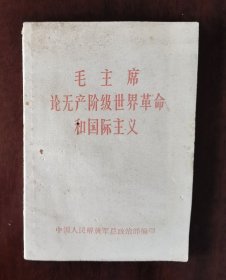 毛主席
论无产阶级世界革命
和国际主义
中国人民解放军总政治部编印